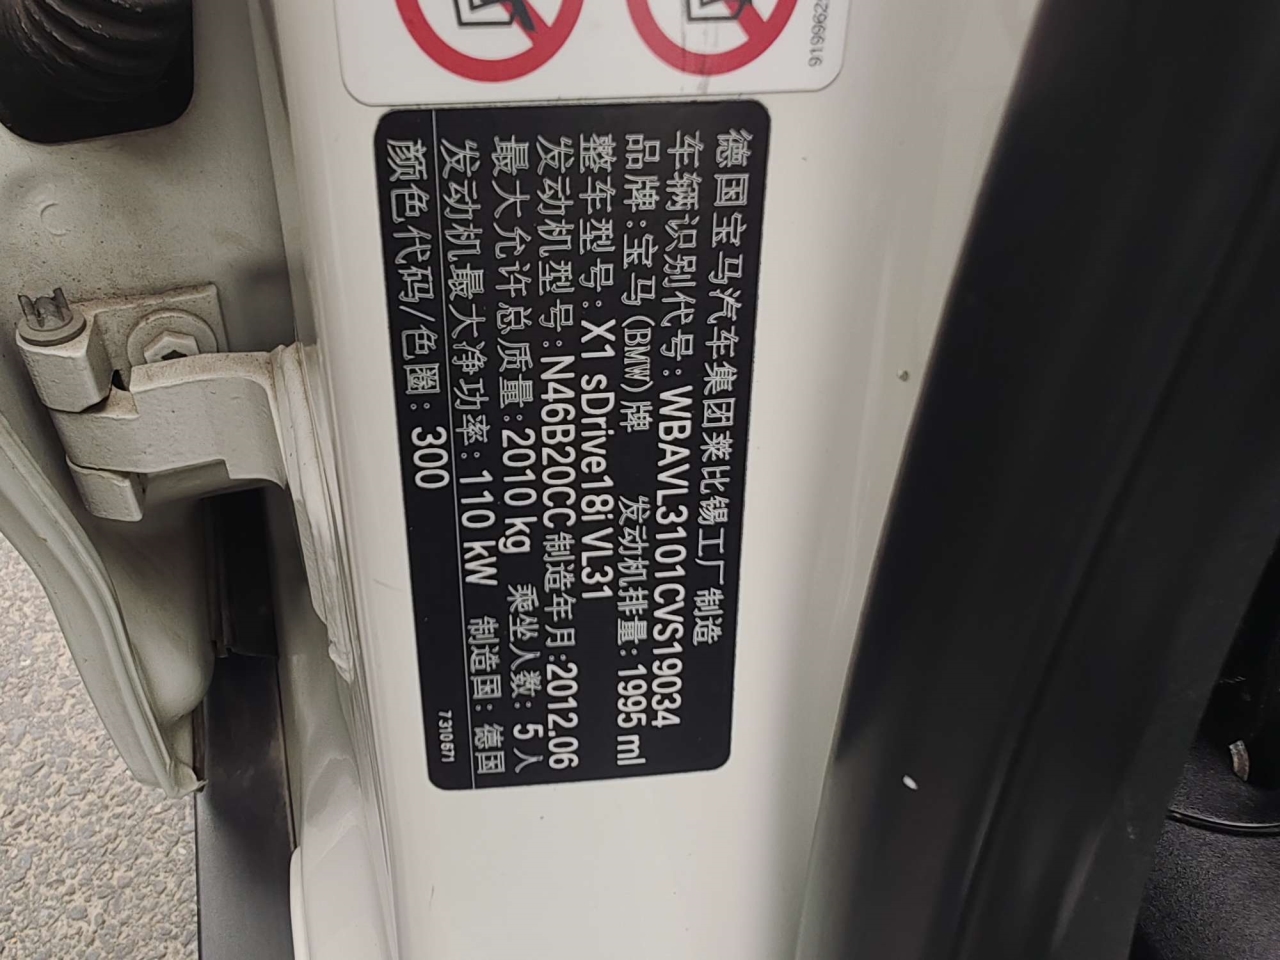 9199962
德国宝马汽车集团莱比锡工厂制造
车辆识别代号:WBAVL3101CVS19034
品牌:宝马(BMW)牌 发动机排量:1995 ml
整车型号:X1 sDrive18i VL31
发动机型号:N46B20CC 制造年月:2012.06
最大允许总质量:2010 kg 乘坐人数:5 人
发动机最大净功率:110 kW 制造国:德国
颜色代码/色圈:300
7310671